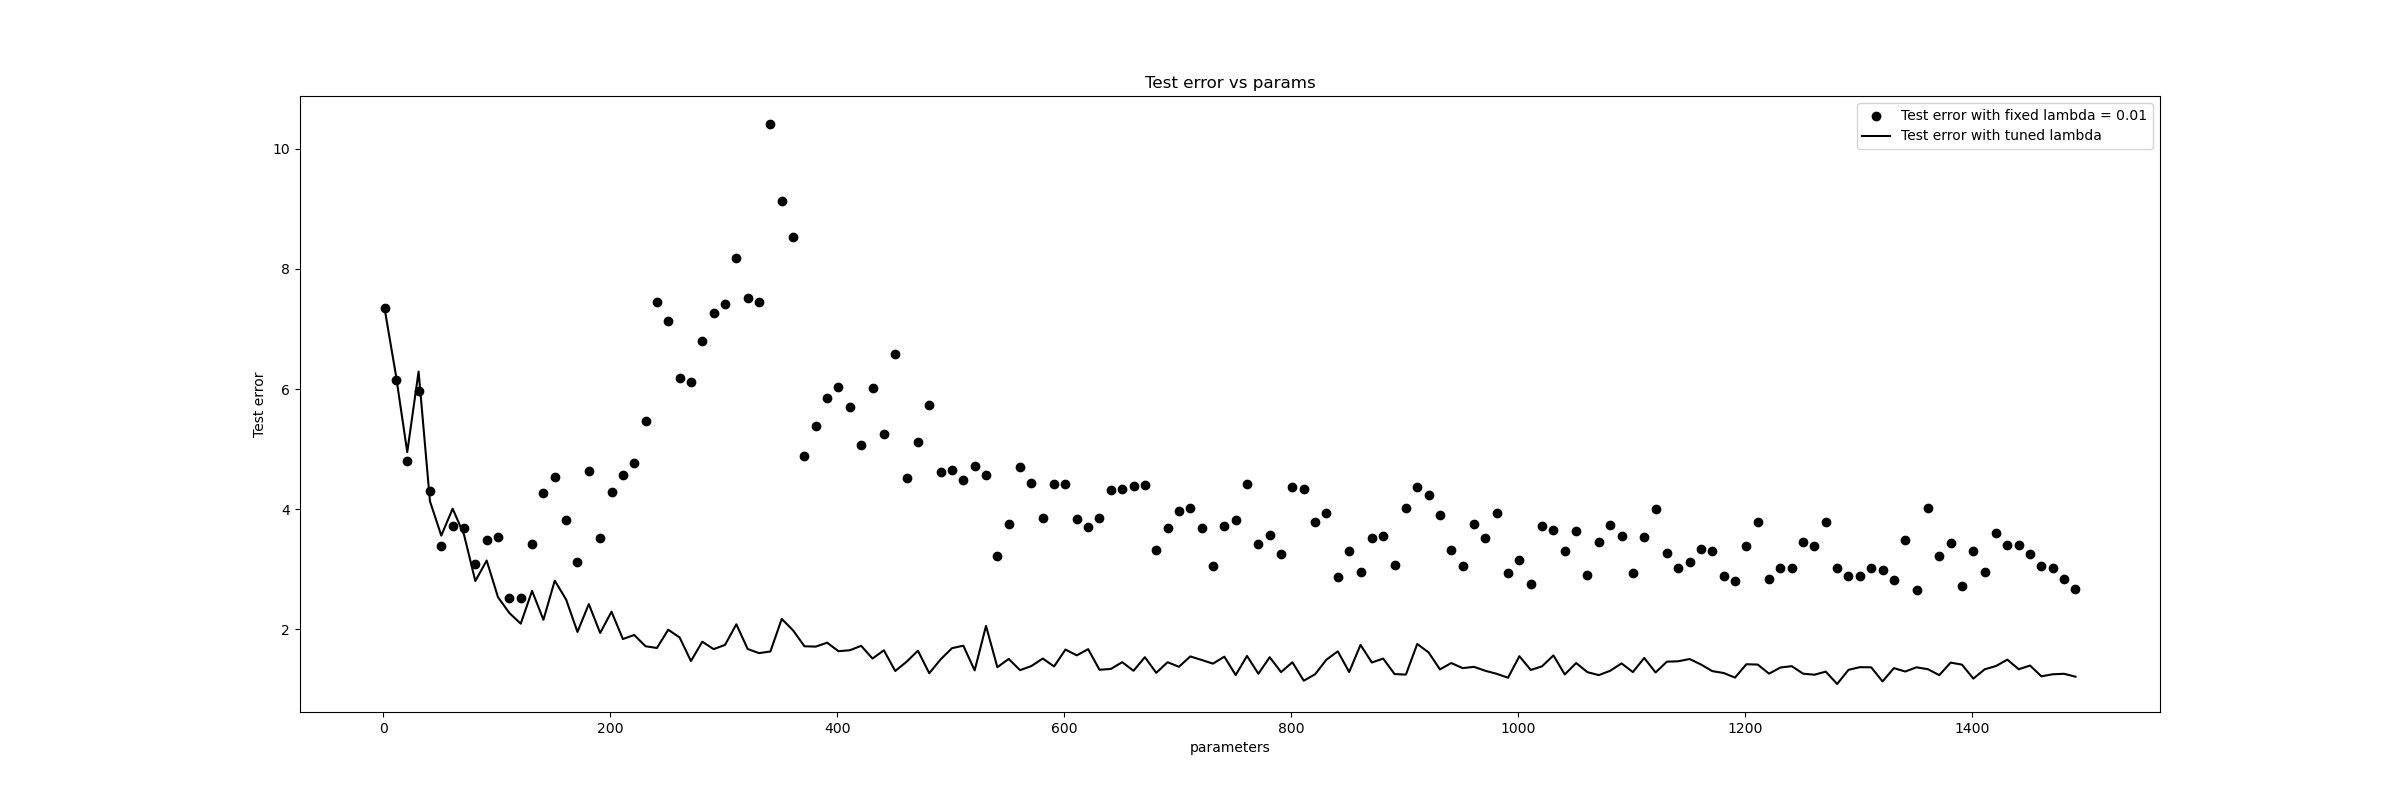 Test error vs params
Test error with fixed lambda = 0.01
Test error with tuned lambda
10
8
6
4
2
Test error
0
200
400
600
800
1000
1200
1400
parameters